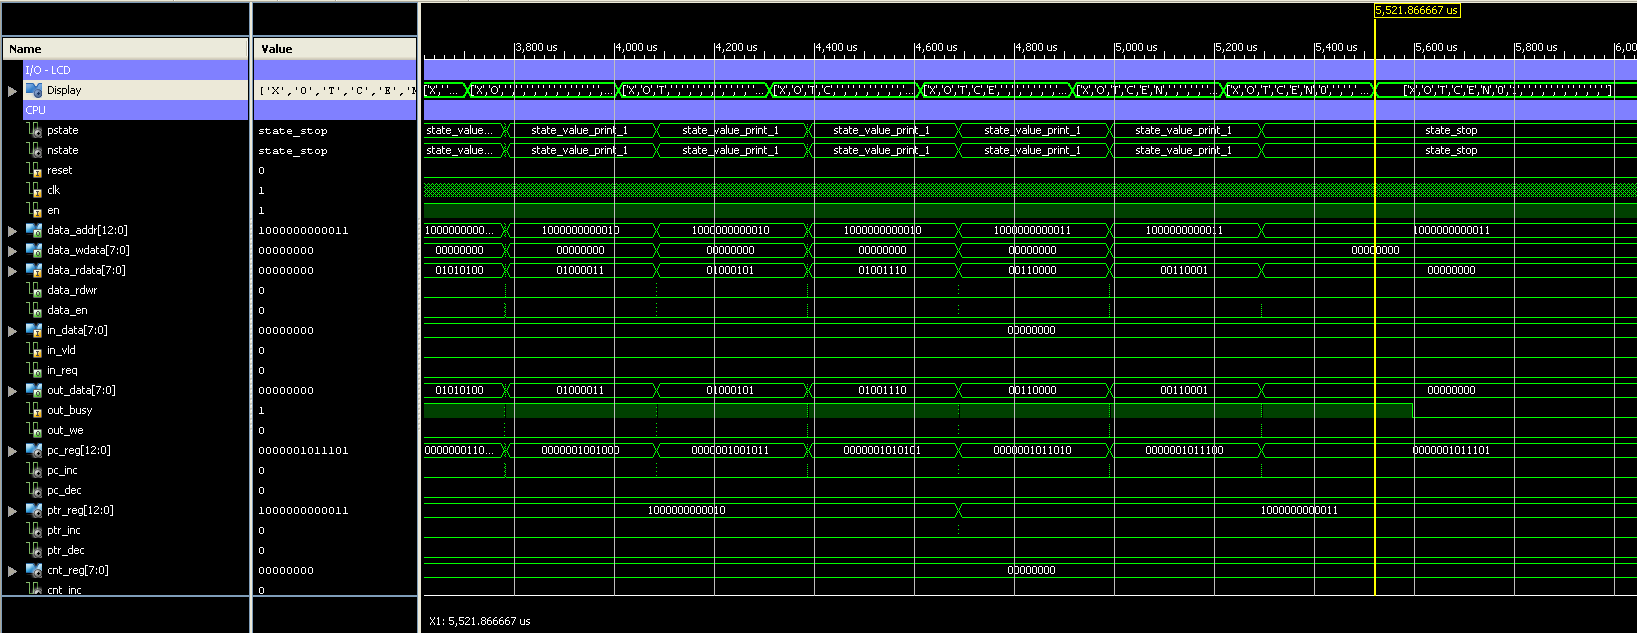 5,521.866667 us
Name Value 3,800 us 4,000 us 4,200 us 4,400 us 4,600 us 4,800 us 5,000 us 5,200 us 5,400 us 5,600 us 5,800 us 6,00
I/O - LCD
Display ['X','O','T','C','E','N
CPU
pstate state_stop state_value... state_value_print_1 state_value_print_1 state_value_print_1 state_value_print_1 state_value_print_1 state_stop
nstate state_stop state_value... state_value_print_1 state_value_print_1 state_value_print_1 state_value_print_1 state_value_print_1 state_stop
reset 0
clk 1
en 1
data_addr[12:0] 1000000000011 1000000000... 1000000000010 1000000000010 1000000000010 1000000000011 1000000000011 1000000000011
data_wdata[7:0] 00000000 00000000 00000000 00000000 00000000 00000000 00000000
data_rdata[7:0] 00000000 01010100 01000011 01000101 01001110 00110000 00110001 00000000
data_rdwr 0
data_en 0
in_data[7:0] 00000000 00000000
in_vld 0
in_req 0
out_data[7:0] 00000000 01010100 01000011 01000101 01001110 00110000 00110001 00000000
out_busy 1
out_we 0
pc_reg[12:0] 0000001011101 0000000110... 0000001001000 0000001001011 0000001010101 0000001011010 0000001011100 0000001011101
pc_inc 0
pc_dec 0
ptr_reg[12:0] 1000000000011 1000000000010 1000000000011
ptr_inc 0
ptr_dec 0
cnt_reg[7:0] 00000000 00000000
cnt_inc 0
X1: 5,521.866667 us